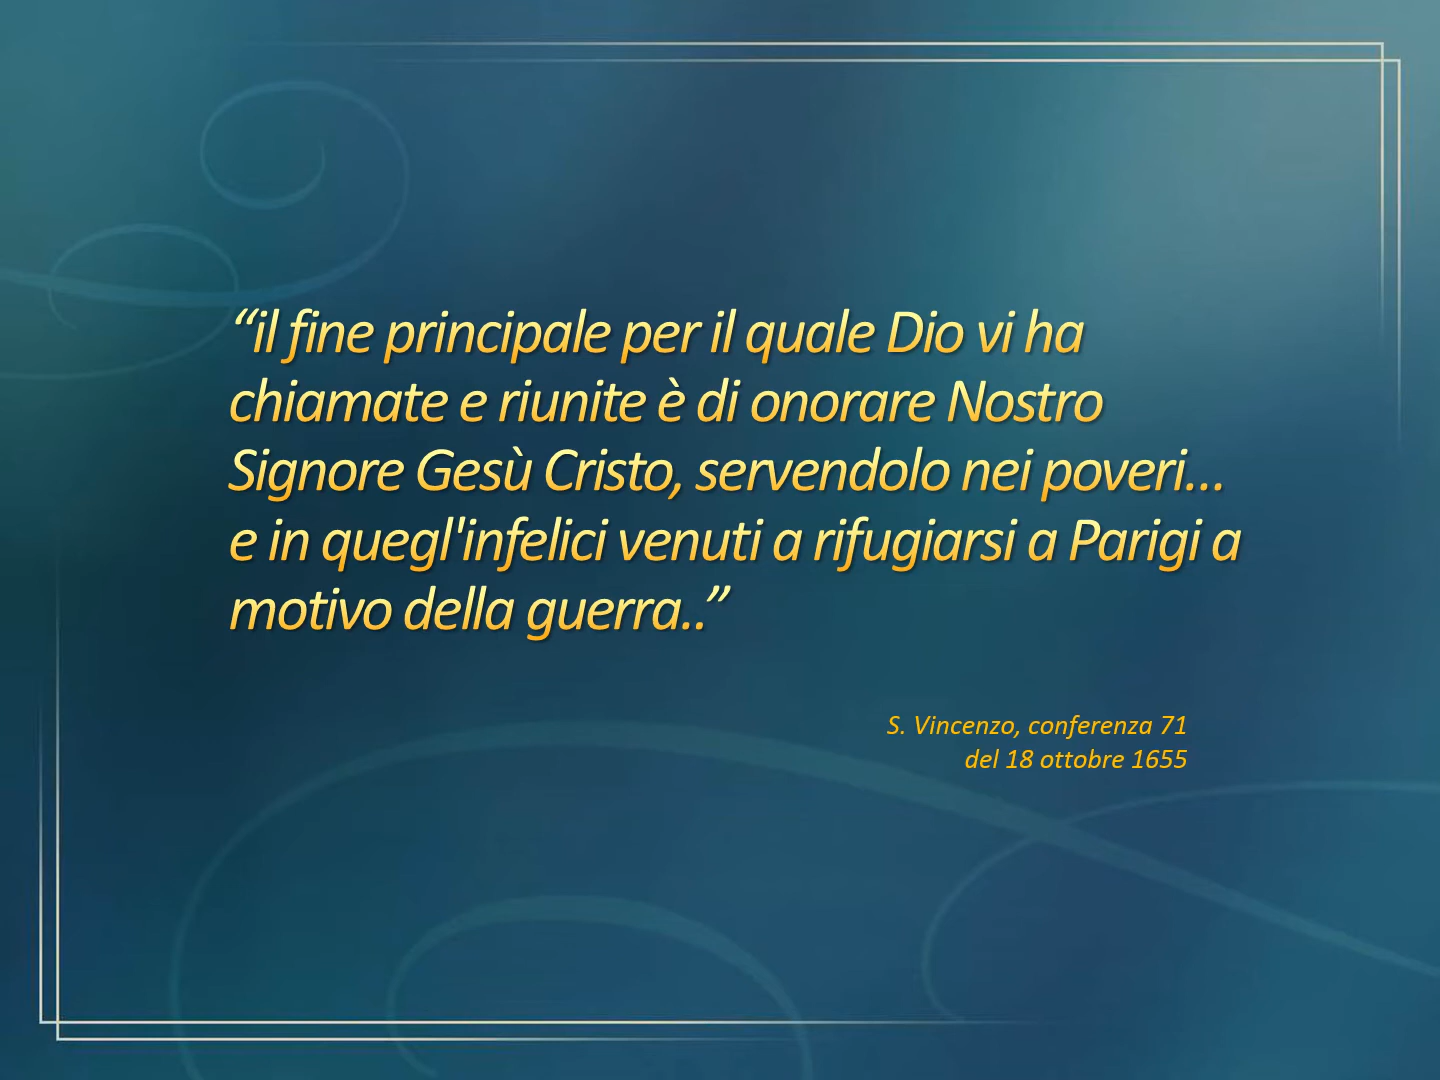 “il fine principale per il quale Dio vi ha
chiamate e riunite è di onorare Nostro
Signore Gesù Cristo, servendolo nei poveri…
e in quegl'infelici venuti a rifugiarsi a Parigi a
motivo della guerra..”
S. Vincenzo, conferenza 71
del 18 ottobre 1655